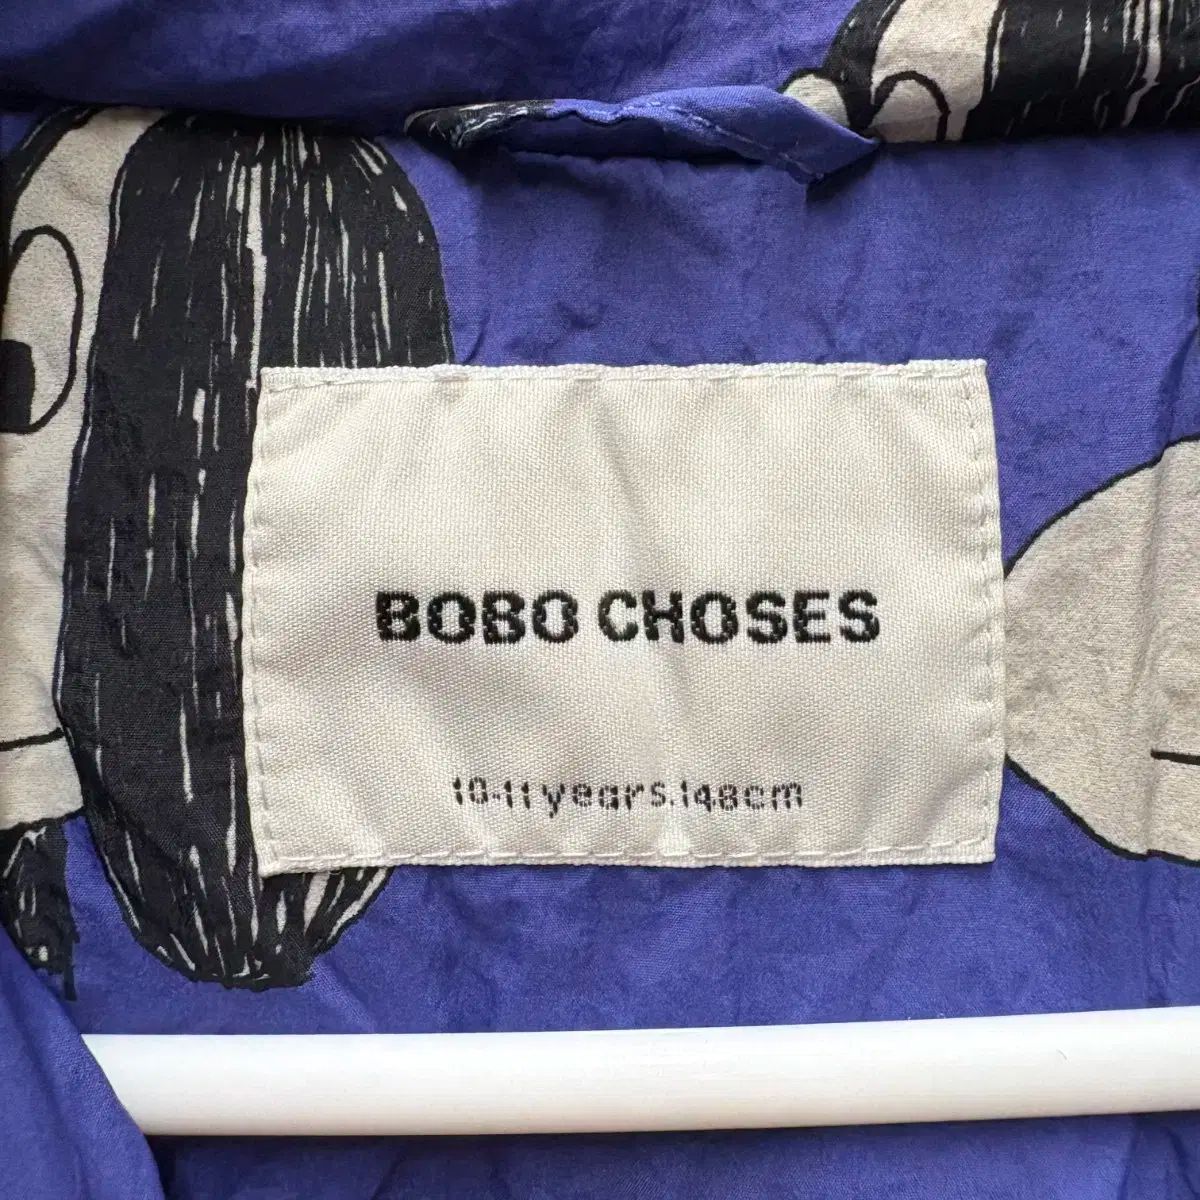 BOBO CHOSES
10-11 years.148cm